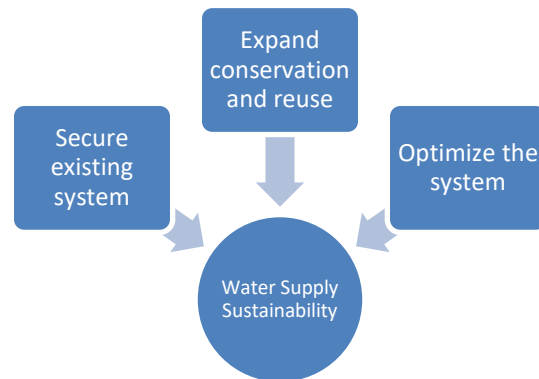 Expand
conservation
and reuse
Secure
existing
system
Optimize the
system
Water Supply
Sustainability